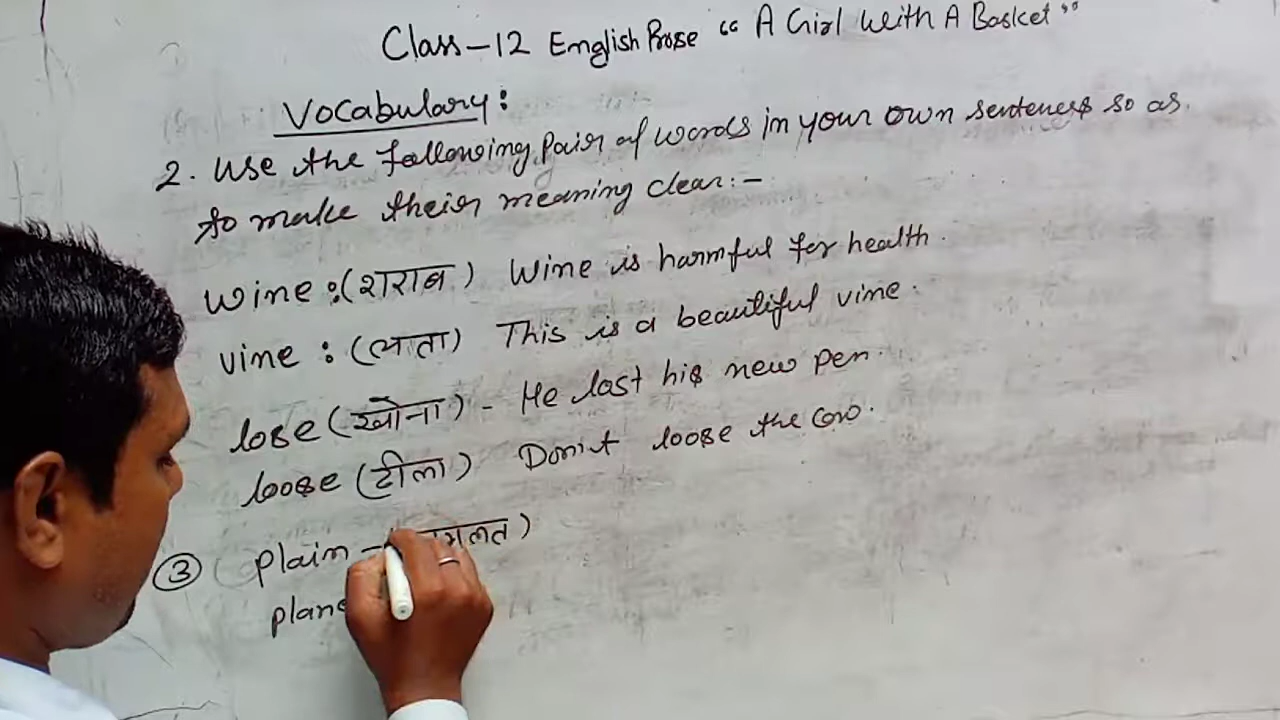 Class-12 English Prose "A Girl With A Basket"
Vocabulary:
2. Use the following pair of words in your own sentences so as
to make their meaning clear:-
wine :(शराब) Wine is harmful for health.
vine : (लता) This is a beautiful vine.
lose (खोना) - He lost his new pen.
loose (ढीला) Don't loose the cow.
③ plain - मलत)
plane